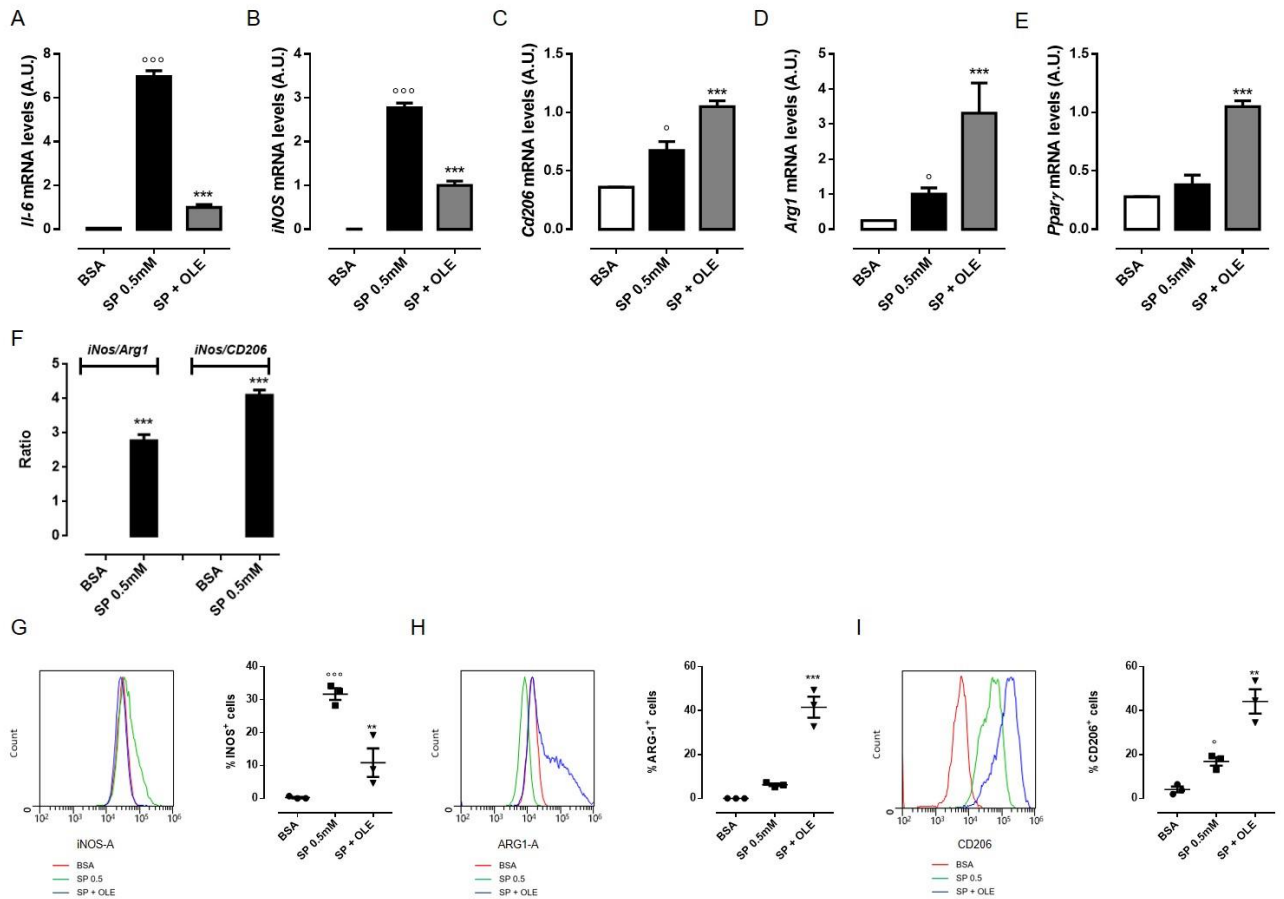 A
Il-6 mRNA levels (A.U.)
8
6
4
2
0
°°°
***
BSA
SP 0.5mM
SP + OLE
B
iNOS mRNA levels (A.U.)
4
3
2
1
0
°°°
***
BSA
SP 0.5mM
SP + OLE
C
Cd206 mRNA levels (A.U.)
1.5
1.0
0.5
0.0
°
***
BSA
SP 0.5mM
SP + OLE
D
Arg1 mRNA levels (A.U.)
5
4
3
2
1
0
°
***
BSA
SP 0.5mM
SP + OLE
E
Pparγ mRNA levels (A.U.)
1.5
1.0
0.5
0.0
***
BSA
SP 0.5mM
SP + OLE
F
iNos/Arg1
iNos/CD206
Ratio
5
4
3
2
1
0
***
***
BSA
SP 0.5mM
BSA
SP 0.5mM
G
Count
0
10² 10³ 10⁴ 10⁵ 10⁶
iNOS-A
BSA
SP 0.5
SP + OLE
% INOS⁺ cells
40
30
20
10
0
°°°
**
BSA
SP 0.5mM
SP + OLE
H
Count
0
10² 10³ 10⁴ 10⁵ 10⁶
ARG1-A
BSA
SP 0.5
SP + OLE
% ARG-1⁺ cells
60
40
20
0
***
BSA
SP 0.5mM
SP + OLE
I
Count
0
10² 10³ 10⁴ 10⁵ 10⁶
CD206
BSA
SP 0.5
SP + OLE
% CD206⁺ cells
60
40
20
0
°
**
BSA
SP 0.5mM
SP + OLE